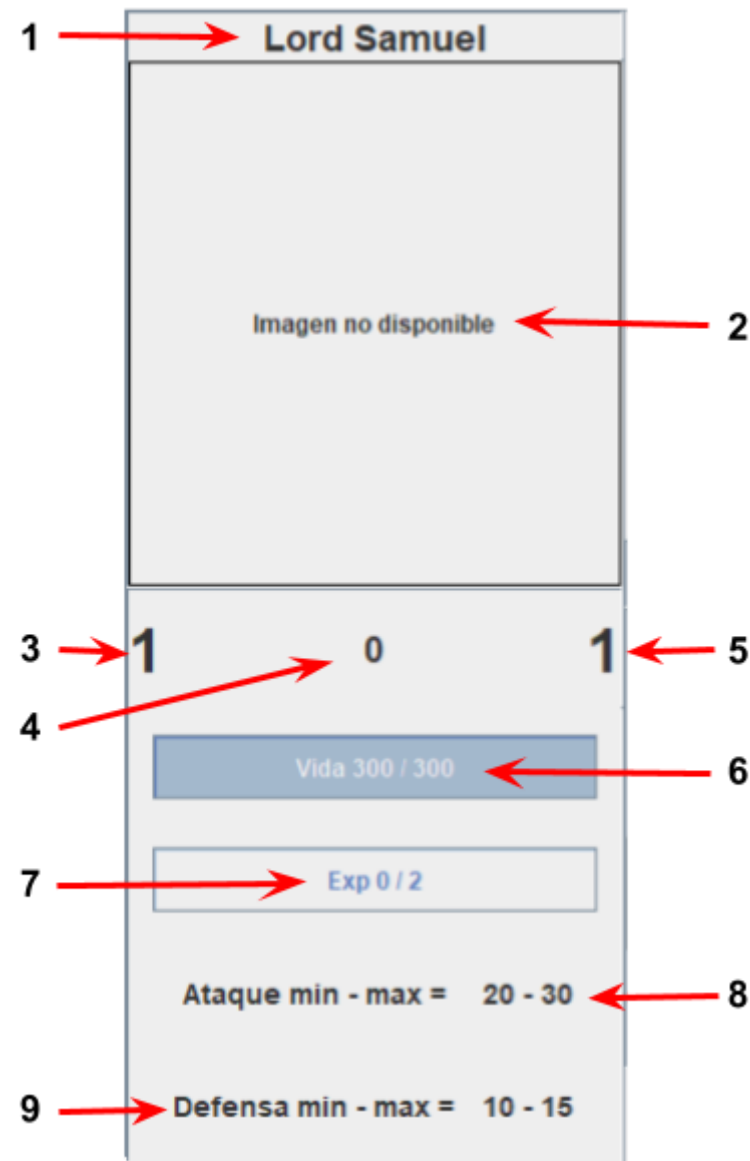 1 Lord Samuel
Imagen no disponible 2
3 1 0 1 5
4
Vida 300 / 300 6
7 Exp 0 / 2
Ataque min - max = 20 - 30 8
9 Defensa min - max = 10 - 15